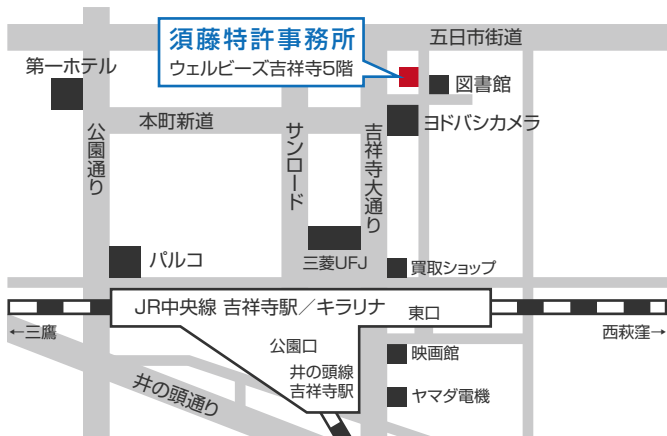 須藤特許事務所
ウェルビーズ吉祥寺5階
五日市街道
第一ホテル
図書館
公園通り
本町新道
サンロード
吉祥寺大通り
ヨドバシカメラ
パルコ
三菱UFJ
買取ショップ
JR中央線 吉祥寺駅／キラリナ
東口
←三鷹
西萩窪→
公園口
井の頭線
吉祥寺駅
映画館
井の頭通り
ヤマダ電機